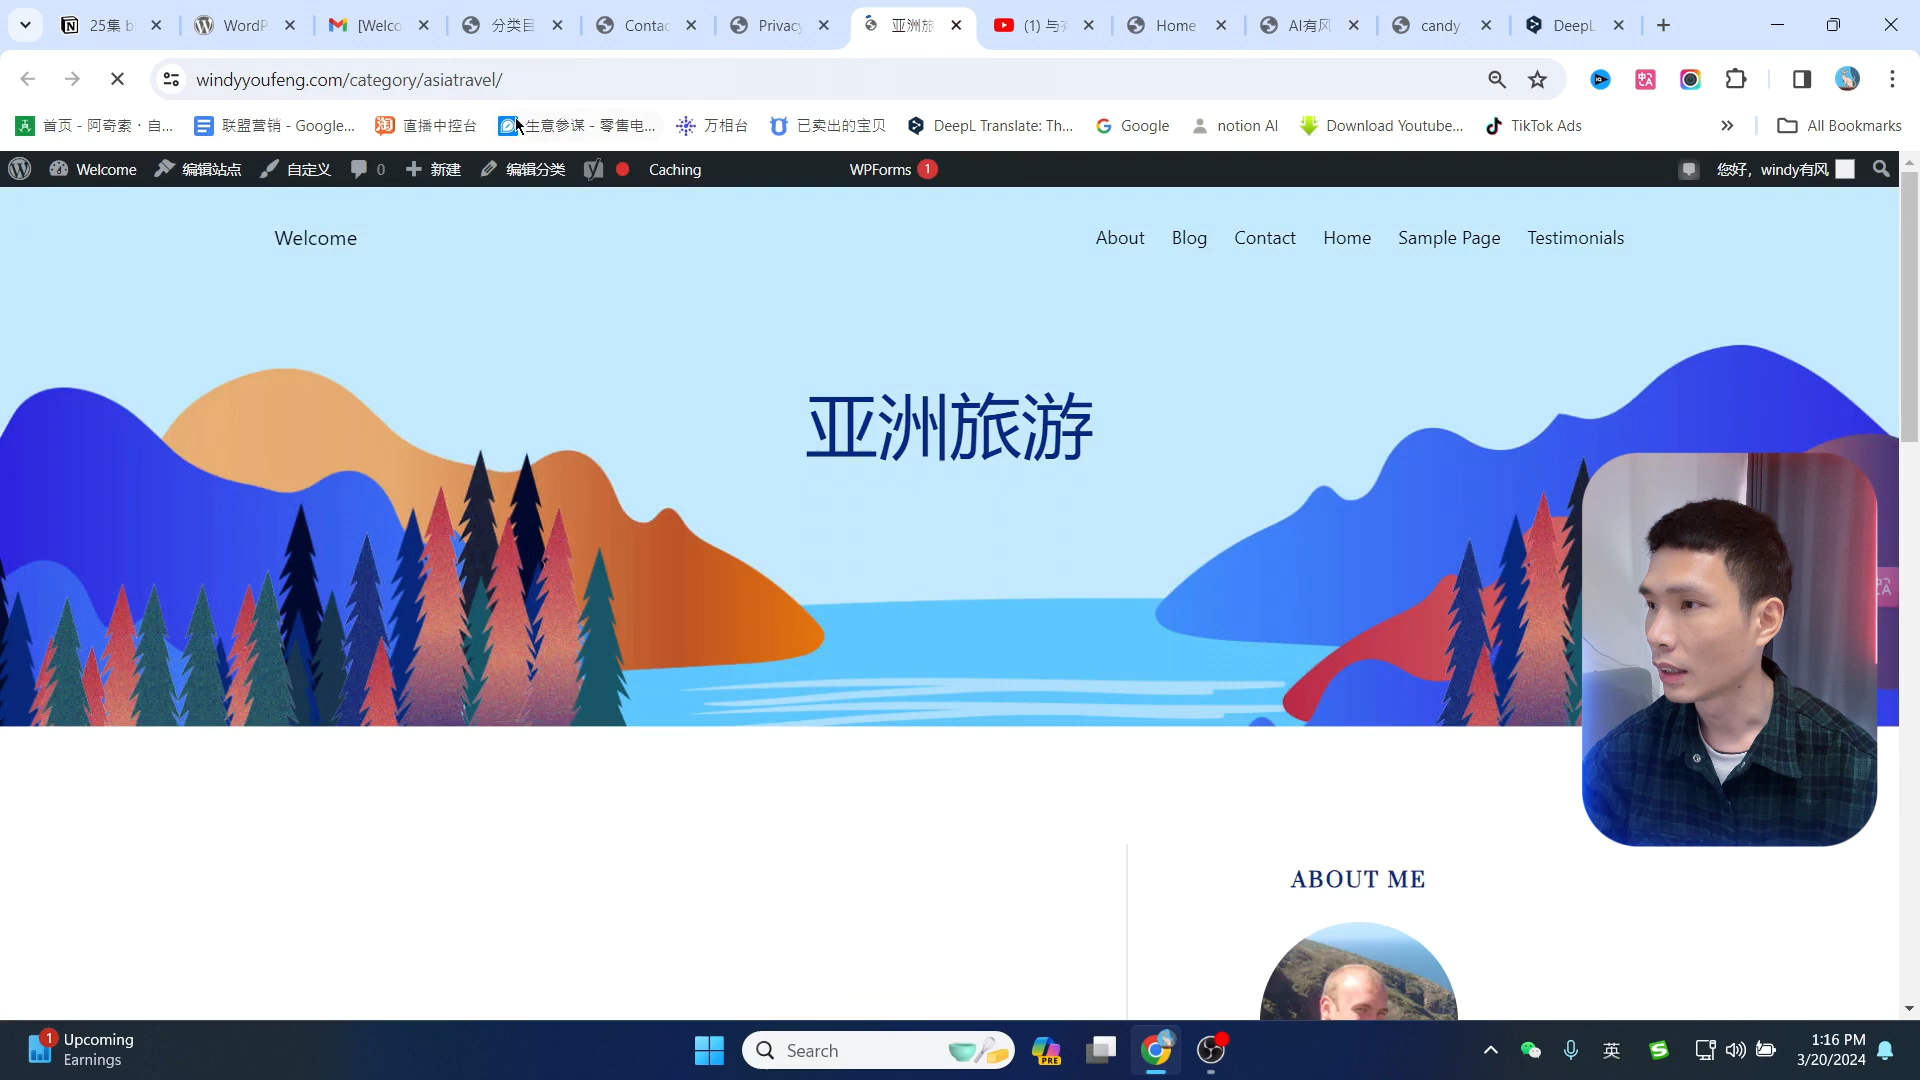 25集 b
WordP
[Welco
分类目
Contac
Privacy
亚洲旅
(1) 与
Home
AI有风
candy
DeepL
windyyoufeng.com/category/asiatravel/
首页 - 阿奇索 · 自...
联盟营销 - Google...
直播中控台
生意参谋 - 零售电...
万相台
已卖出的宝贝
DeepL Translate: Th...
Google
notion AI
Download Youtube...
TikTok Ads
All Bookmarks
Welcome
编辑站点
自定义
0
新建
编辑分类
Caching
WPForms 1
您好, windy有风
Welcome
About
Blog
Contact
Home
Sample Page
Testimonials
亚洲旅游
ABOUT ME
1
Upcoming
Earnings
Search
PRE
英
1:16 PM
3/20/2024